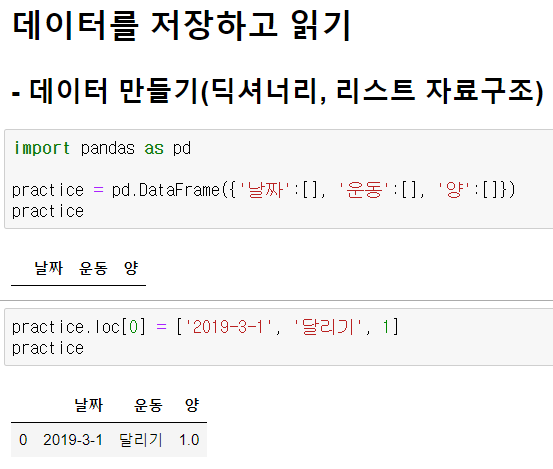 데이터를 저장하고 읽기
- 데이터 만들기(딕셔너리, 리스트 자료구조)
import pandas as pd
practice = pd.DataFrame({'날짜':[], '운동':[], '양':[]})
practice
날짜 운동 양
practice.loc[0] = ['2019-3-1', '달리기', 1]
practice
날짜 운동 양
0 2019-3-1 달리기 1.0